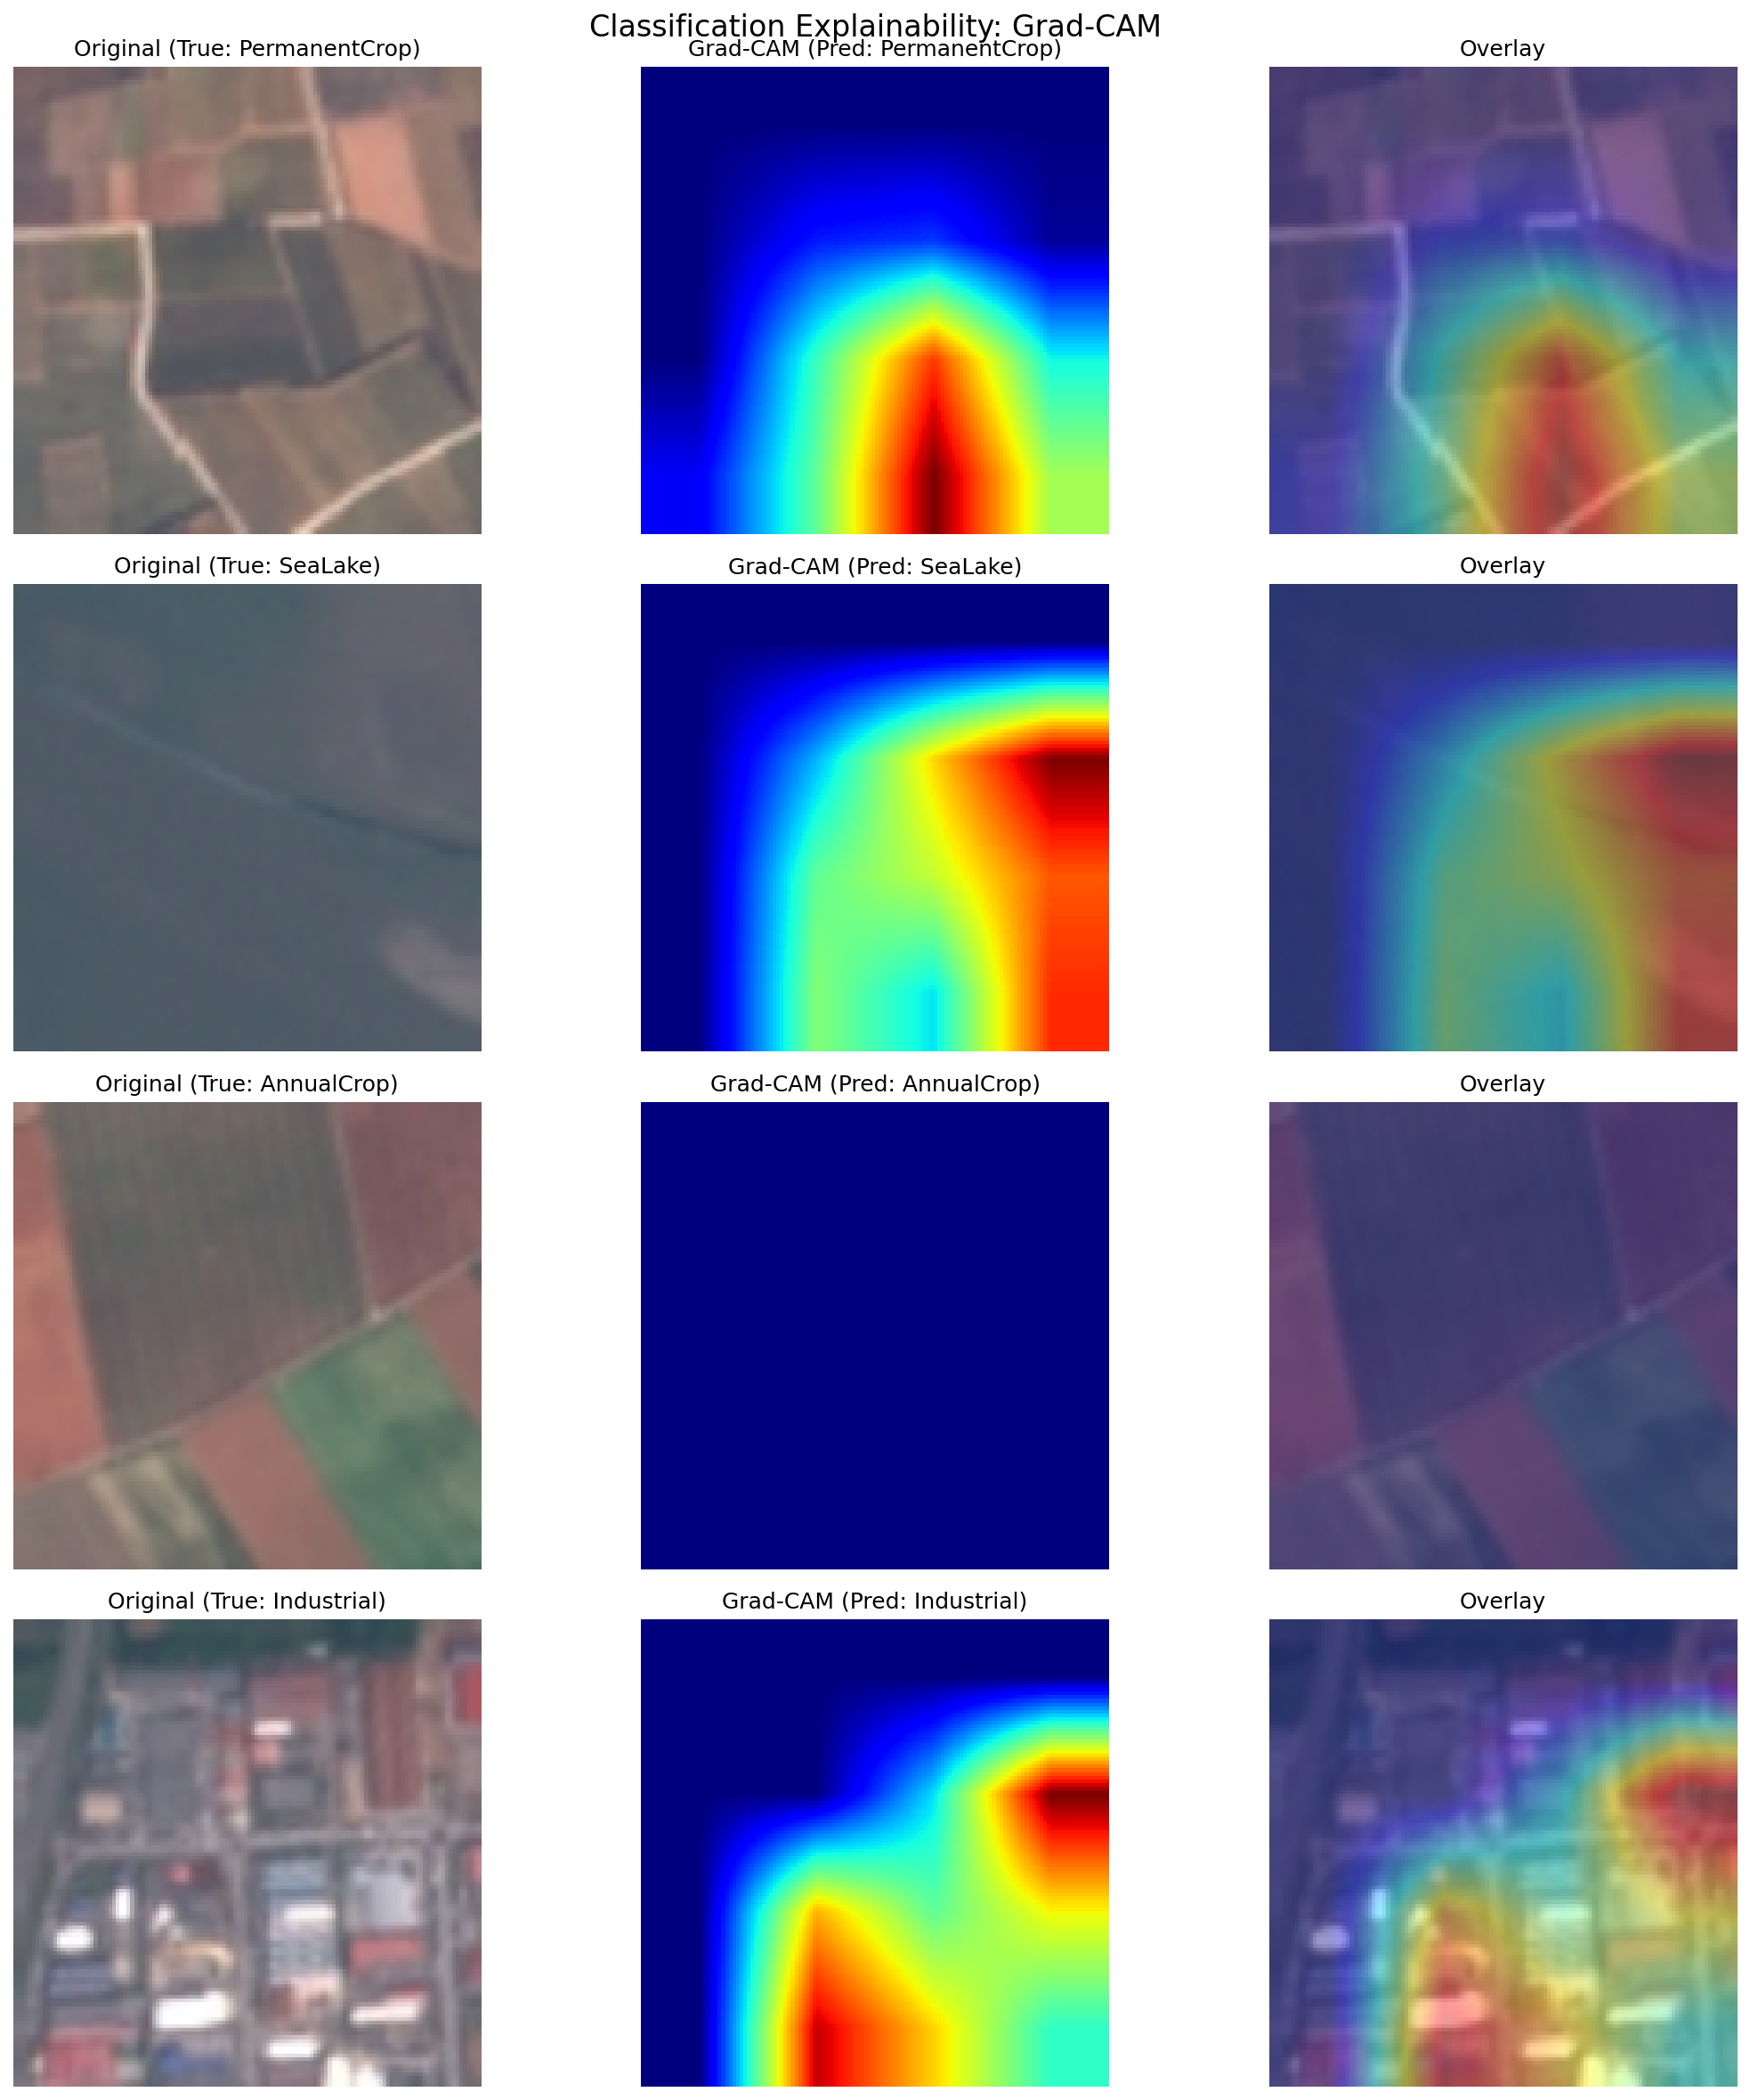 Classification Explainability: Grad-CAM
Original (True: PermanentCrop)
Grad-CAM (Pred: PermanentCrop)
Overlay
Original (True: SeaLake)
Grad-CAM (Pred: SeaLake)
Overlay
Original (True: AnnualCrop)
Grad-CAM (Pred: AnnualCrop)
Overlay
Original (True: Industrial)
Grad-CAM (Pred: Industrial)
Overlay